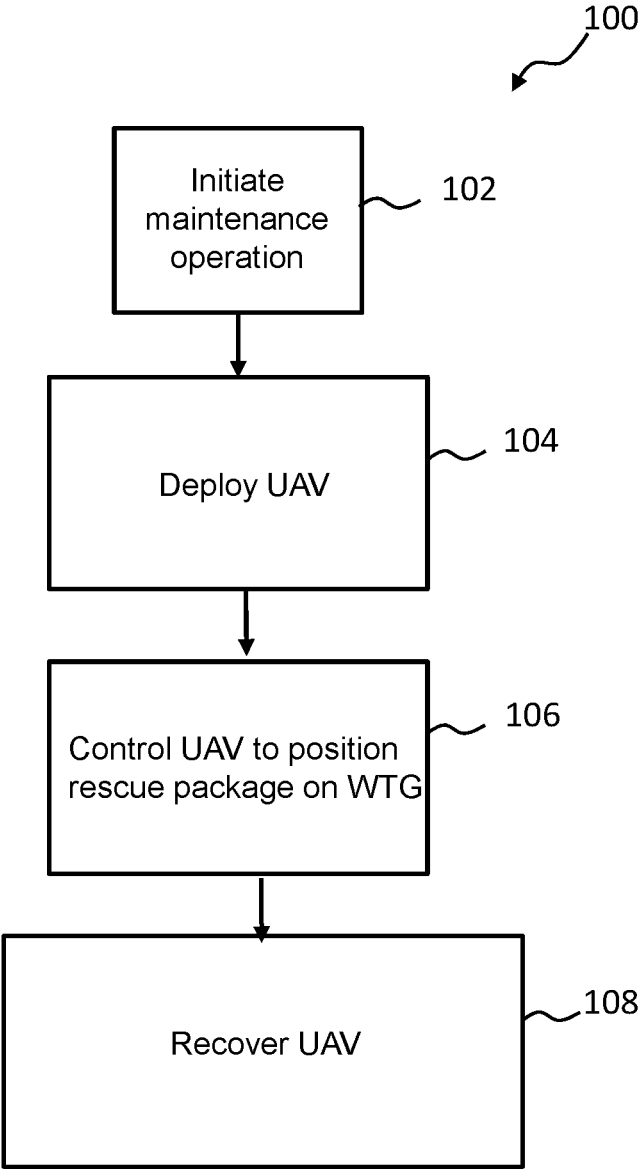 100
Initiate
maintenance
operation
102
Deploy UAV
104
Control UAV to position
rescue package on WTG
106
Recover UAV
108